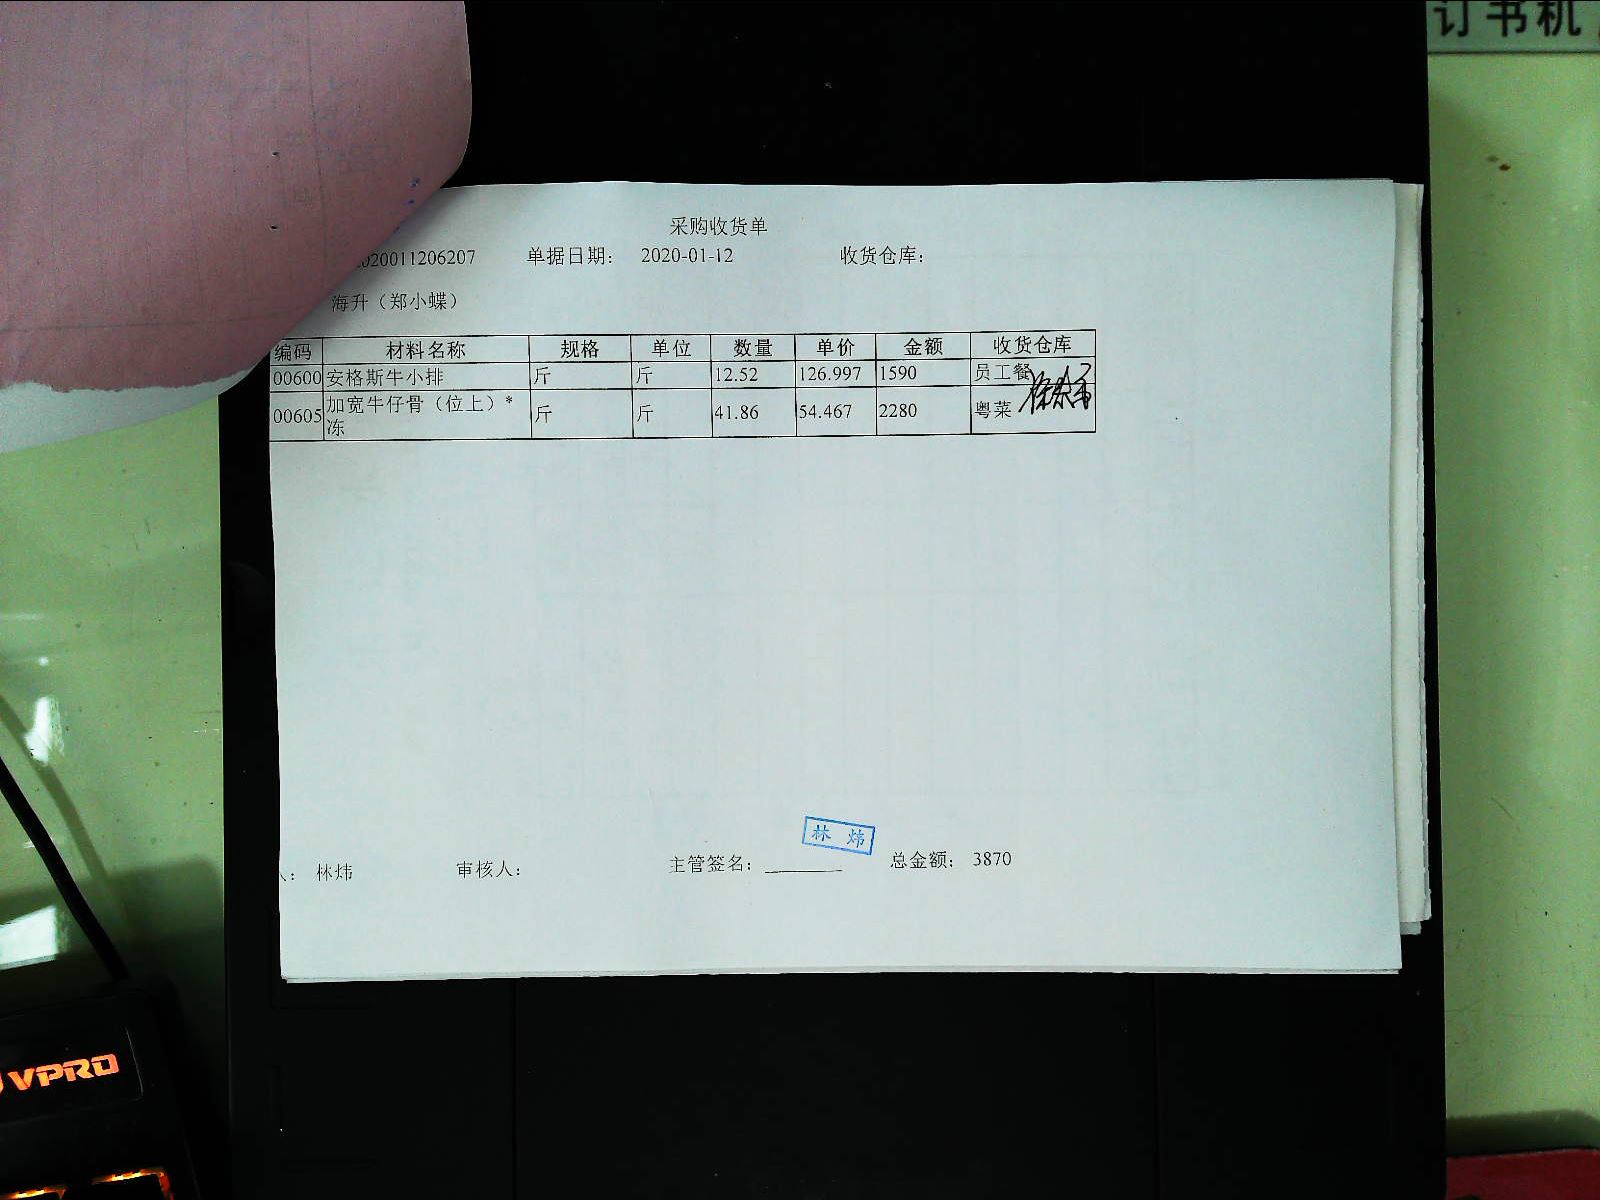 订书机
采购收货单
2020011206207 单据日期： 2020-01-12 收货仓库：
海升（郑小蝶）
编码 材料名称 规格 单位 数量 单价 金额 收货仓库
00600 安格斯牛小排 斤 斤 12.52 126.997 1590 员工餐
00605 加宽牛仔骨（位上）* 斤 斤 41.86 54.467 2280 粤菜
冻
林炜
人： 林炜 审核人： 主管签名： 总金额： 3870
VPRO